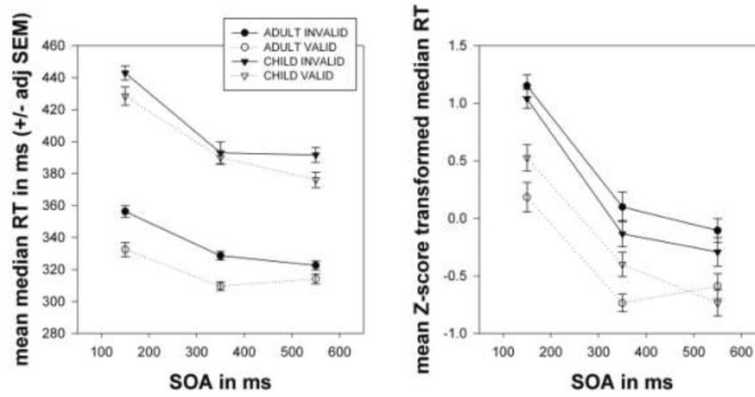 ADULT INVALID
ADULT VALID
CHILD INVALID
CHILD VALID
mean median RT in ms (+/- adj SEM)
460
440
420
400
380
360
340
320
300
280
100 200 300 400 500 600
SOA in ms
mean Z-score transformed median RT
1.5
1.0
0.5
0.0
-0.5
-1.0
100 200 300 400 500 600
SOA in ms